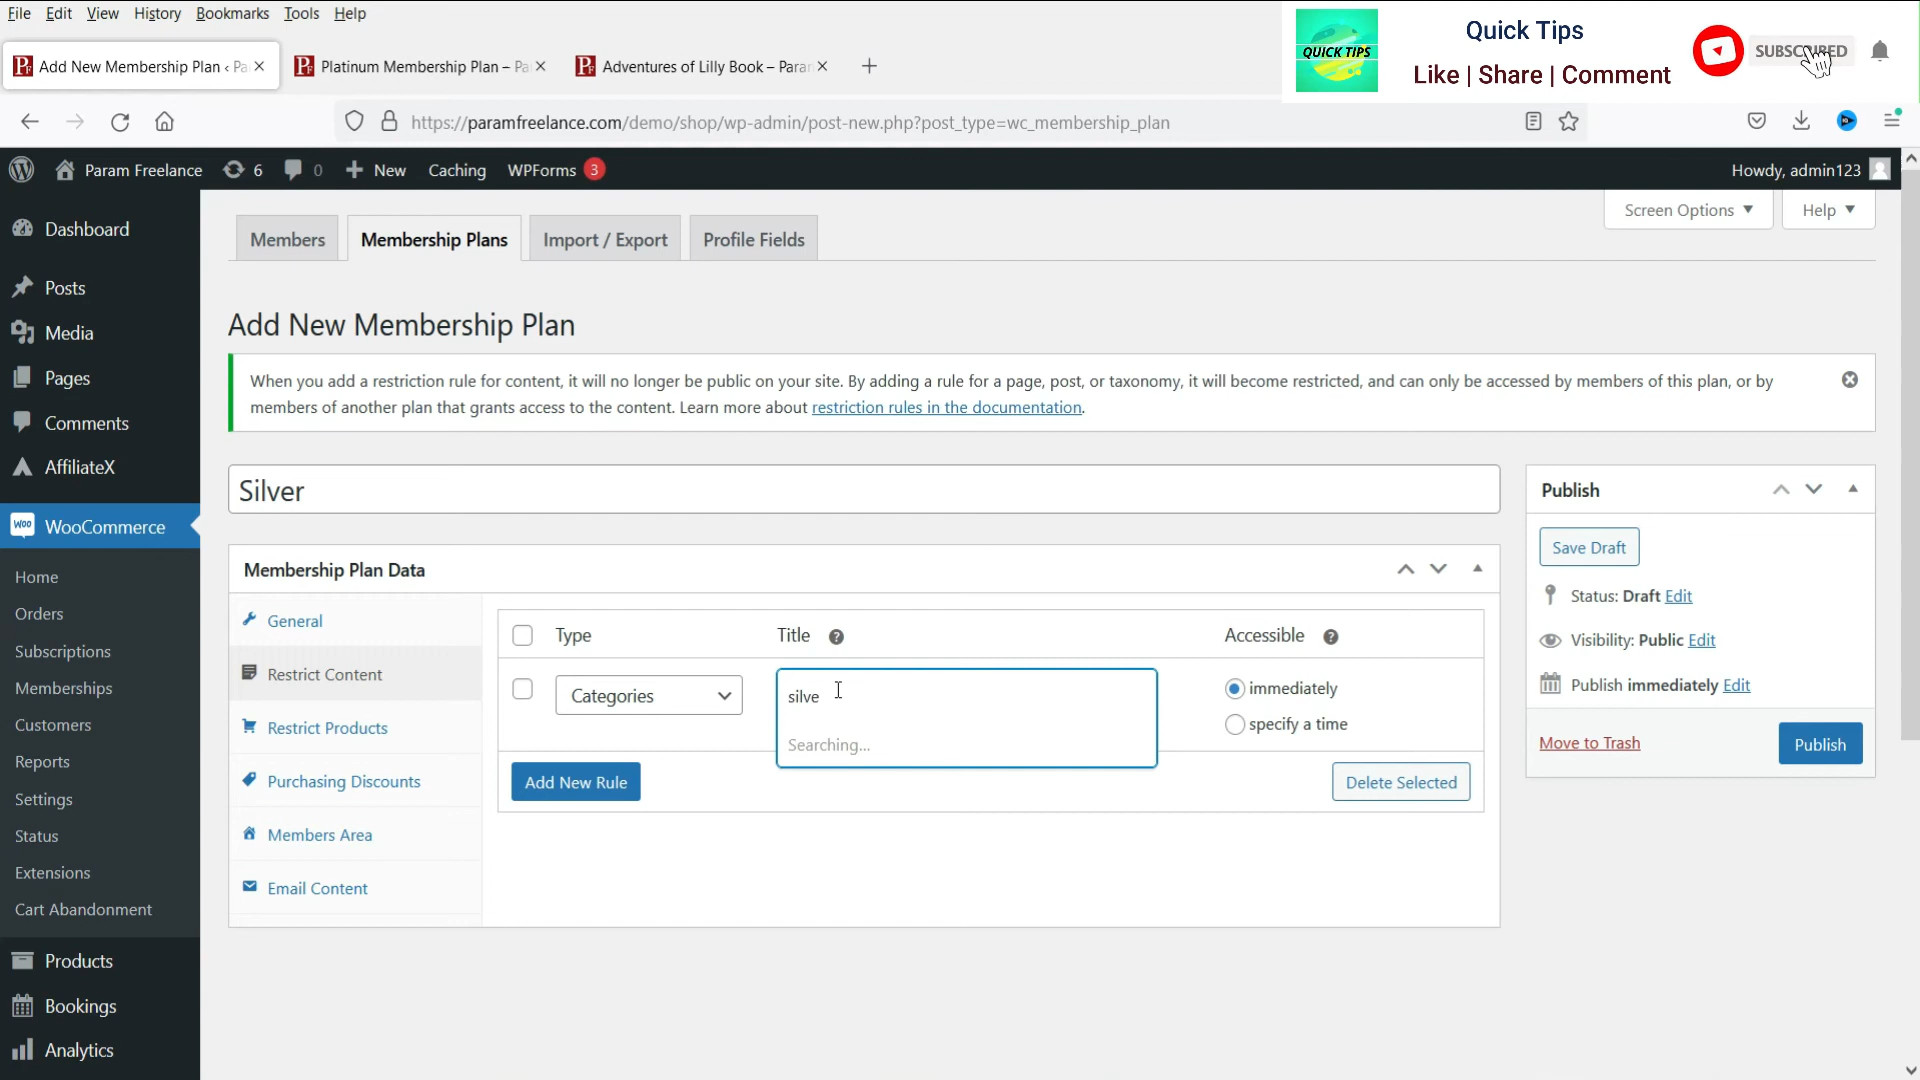 File Edit View History Bookmarks Tools Help
QUICK TIPS
Quick Tips
Like | Share | Comment
SUBSCRIBED
Add New Membership Plan ‹ Pa
Platinum Membership Plan – Pa
Adventures of Lilly Book – Param
https://paramfreelance.com/demo/shop/wp-admin/post-new.php?post_type=wc_membership_plan
Param Freelance 6 0 New Caching WPForms 3
Howdy, admin123
Screen Options Help
Members Membership Plans Import / Export Profile Fields
Dashboard
Posts
Media
Pages
Comments
AffiliateX
WooCommerce
Home
Orders
Subscriptions
Memberships
Customers
Reports
Settings
Status
Extensions
Cart Abandonment
Products
Bookings
Analytics
Add New Membership Plan
When you add a restriction rule for content, it will no longer be public on your site. By adding a rule for a page, post, or taxonomy, it will become restricted, and can only be accessed by members of this plan, or by
members of another plan that grants access to the content. Learn more about restriction rules in the documentation.
Silver
Membership Plan Data
General
Restrict Content
Restrict Products
Purchasing Discounts
Members Area
Email Content
Type Title Accessible
Categories silve immediately
specify a time
Searching...
Add New Rule Delete Selected
Publish
Save Draft
Status: Draft Edit
Visibility: Public Edit
Publish immediately Edit
Move to Trash Publish